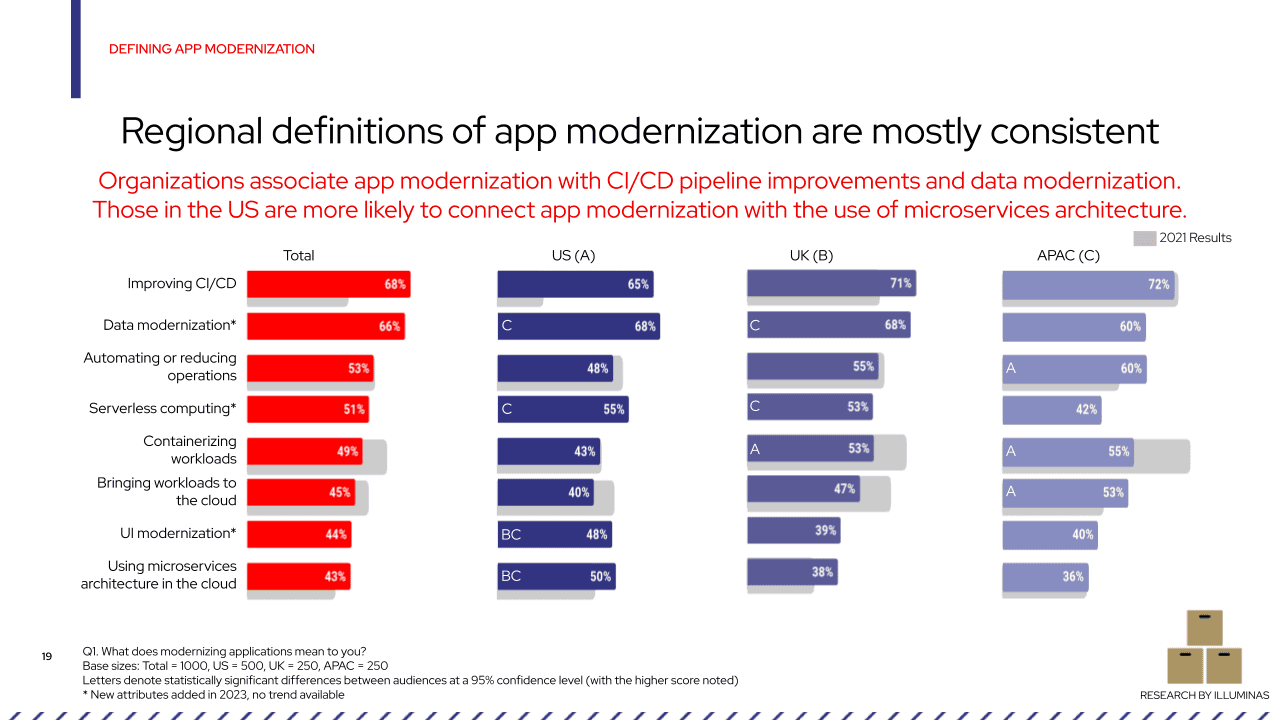 DEFINING APP MODERNIZATION
Regional definitions of app modernization are mostly consistent
Organizations associate app modernization with CI/CD pipeline improvements and data modernization.
Those in the US are more likely to connect app modernization with the use of microservices architecture.
2021 Results
Total US (A) UK (B) APAC (C)
Improving CI/CD 68% 65% 71% 72%
Data modernization* 66% C 68% C 68% 60%
Automating or reducing
operations 53% 48% 55% A 60%
Serverless computing* 51% C 55% C 53% 42%
Containerizing
workloads 49% 43% A 53% A 55%
Bringing workloads to
the cloud 45% 40% 47% A 53%
UI modernization* 44% BC 48% 39% 40%
Using microservices
architecture in the cloud 43% BC 50% 38% 36%
19
Q1. What does modernizing applications mean to you?
Base sizes: Total = 1000, US = 500, UK = 250, APAC = 250
Letters denote statistically significant differences between audiences at a 95% confidence level (with the higher score noted)
* New attributes added in 2023, no trend available
RESEARCH BY ILLUMINAS